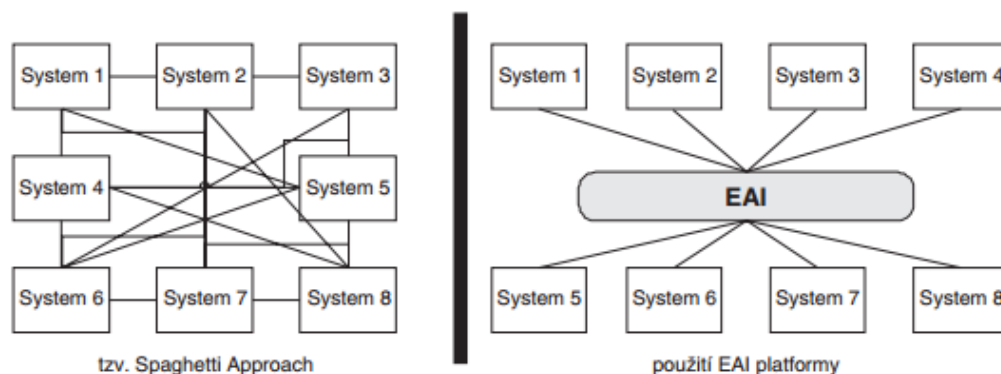 System 1
System 2
System 3
System 4
System 5
System 6
System 7
System 8
tzv. Spaghetti Approach
System 1
System 2
System 3
System 4
EAI
System 5
System 6
System 7
System 8
použití EAI platformy